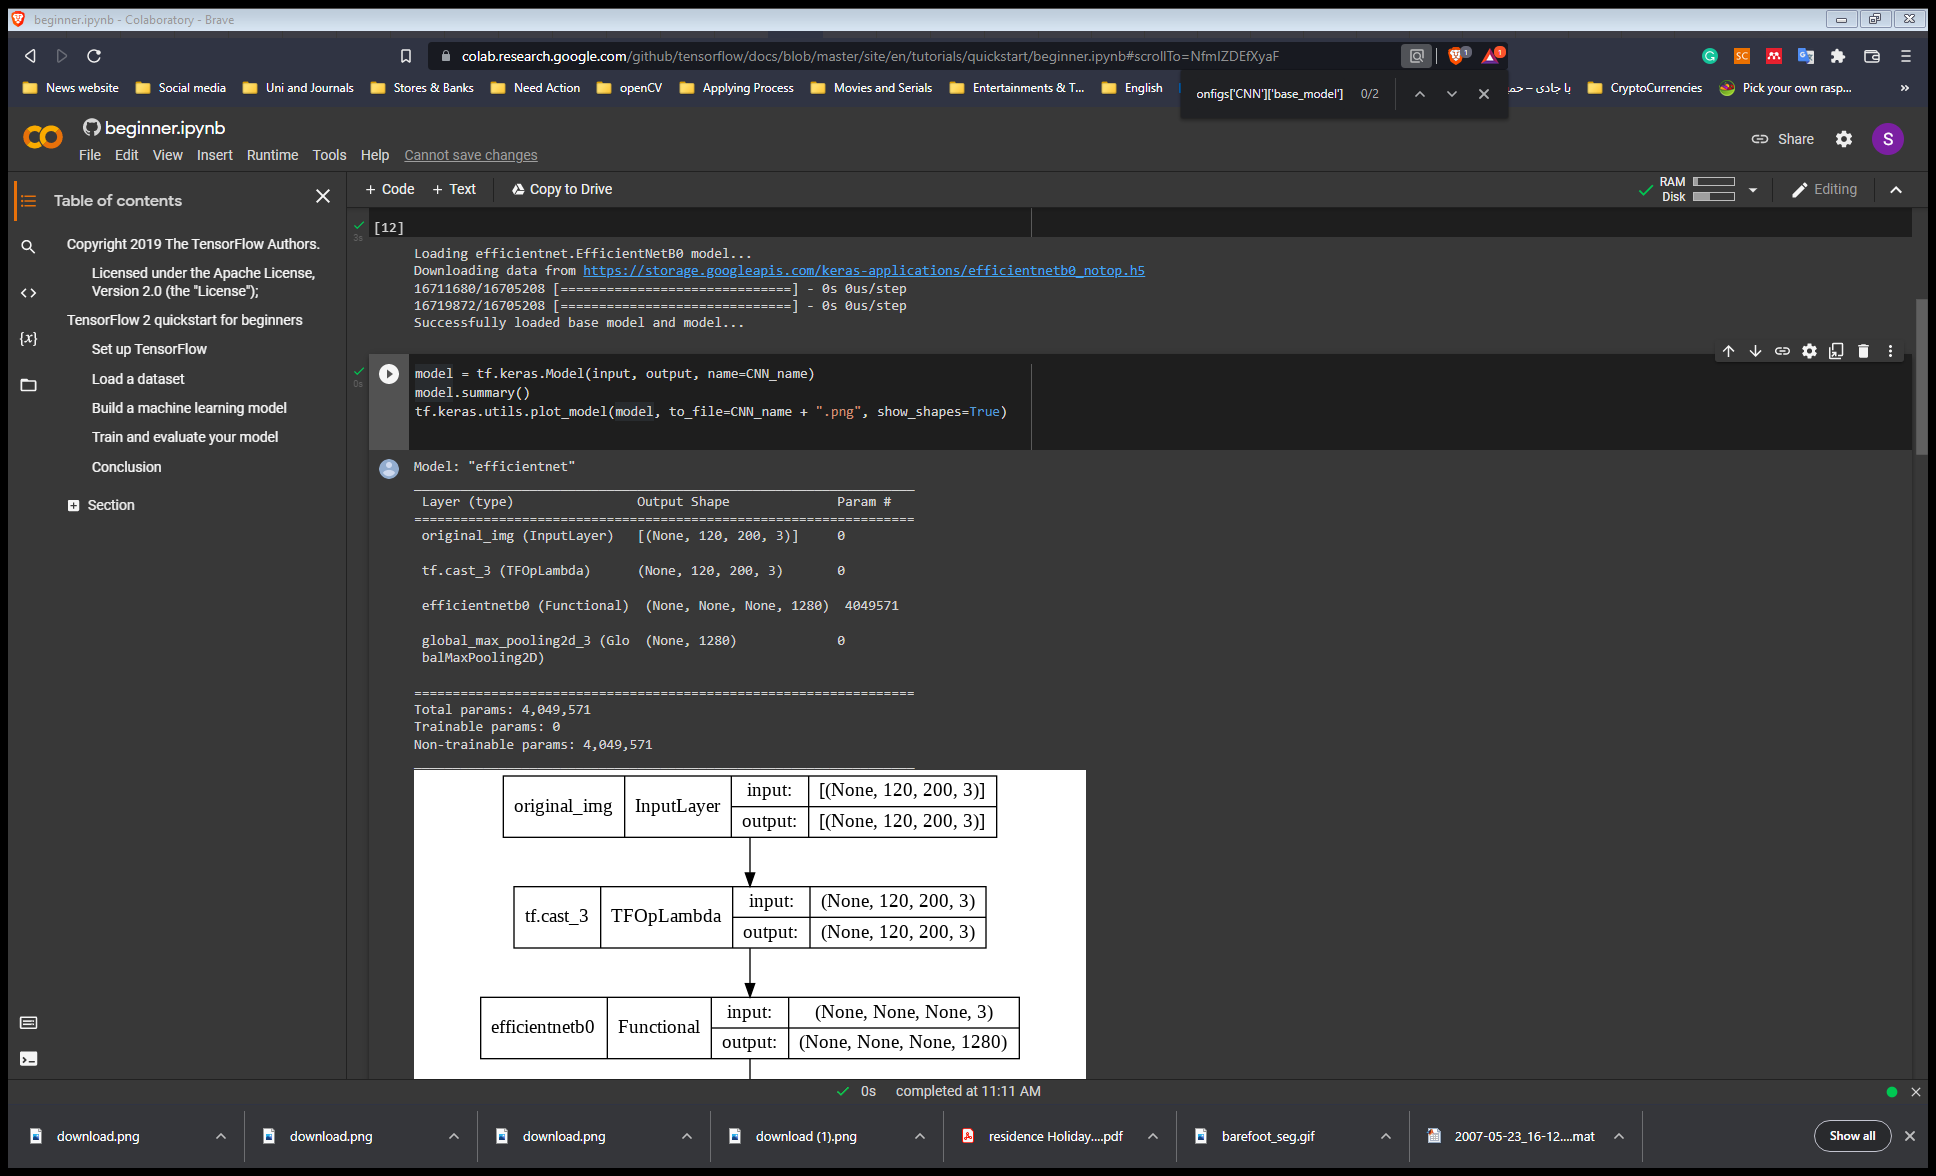 beginner.ipynb - Colaboratory - Brave
colab.research.google.com/github/tensorflow/docs/blob/master/site/en/tutorials/quickstart/beginner.ipynb#scrollTo=NfmIZDEfXyaF
1
1
SC
News website
Social media
Uni and Journals
Stores & Banks
Need Action
openCV
Applying Process
Movies and Serials
Entertainments & T...
English
با جادی – حمـ
CryptoCurrencies
Pick your own rasp...
»
onfigs['CNN']['base_model'] 0/2
beginner.ipynb
Share
S
File Edit View Insert Runtime Tools Help Cannot save changes
Table of contents
+ Code + Text
Copy to Drive
RAM
Disk
Editing
Copyright 2019 The TensorFlow Authors.
Licensed under the Apache License,
Version 2.0 (the "License");
TensorFlow 2 quickstart for beginners
Set up TensorFlow
Load a dataset
Build a machine learning model
Train and evaluate your model
Conclusion
Section
{x}
[12]
3s
Loading efficientnet.EfficientNetB0 model...
Downloading data from https://storage.googleapis.com/keras-applications/efficientnetb0_notop.h5
16711680/16705208 [==============================] - 0s 0us/step
16719872/16705208 [==============================] - 0s 0us/step
Successfully loaded base model and model...
0s
model = tf.keras.Model(input, output, name=CNN_name)
model.summary()
tf.keras.utils.plot_model(model, to_file=CNN_name + ".png", show_shapes=True)
Model: "efficientnet"
_________________________________________________________________
Layer (type) Output Shape Param #
=================================================================
original_img (InputLayer) [(None, 120, 200, 3)] 0
tf.cast_3 (TFOpLambda) (None, 120, 200, 3) 0
efficientnetb0 (Functional) (None, None, None, 1280) 4049571
global_max_pooling2d_3 (Glo (None, 1280) 0
balMaxPooling2D)
=================================================================
Total params: 4,049,571
Trainable params: 0
Non-trainable params: 4,049,571
_________________________________________________________________
original_img InputLayer input: [(None, 120, 200, 3)]
output: [(None, 120, 200, 3)]
tf.cast_3 TFOpLambda input: (None, 120, 200, 3)
output: (None, 120, 200, 3)
efficientnetb0 Functional input: (None, None, None, 3)
output: (None, None, None, 1280)
0s completed at 11:11 AM
download.png
download.png
download.png
download (1).png
residence Holiday....pdf
barefoot_seg.gif
2007-05-23_16-12....mat
Show all